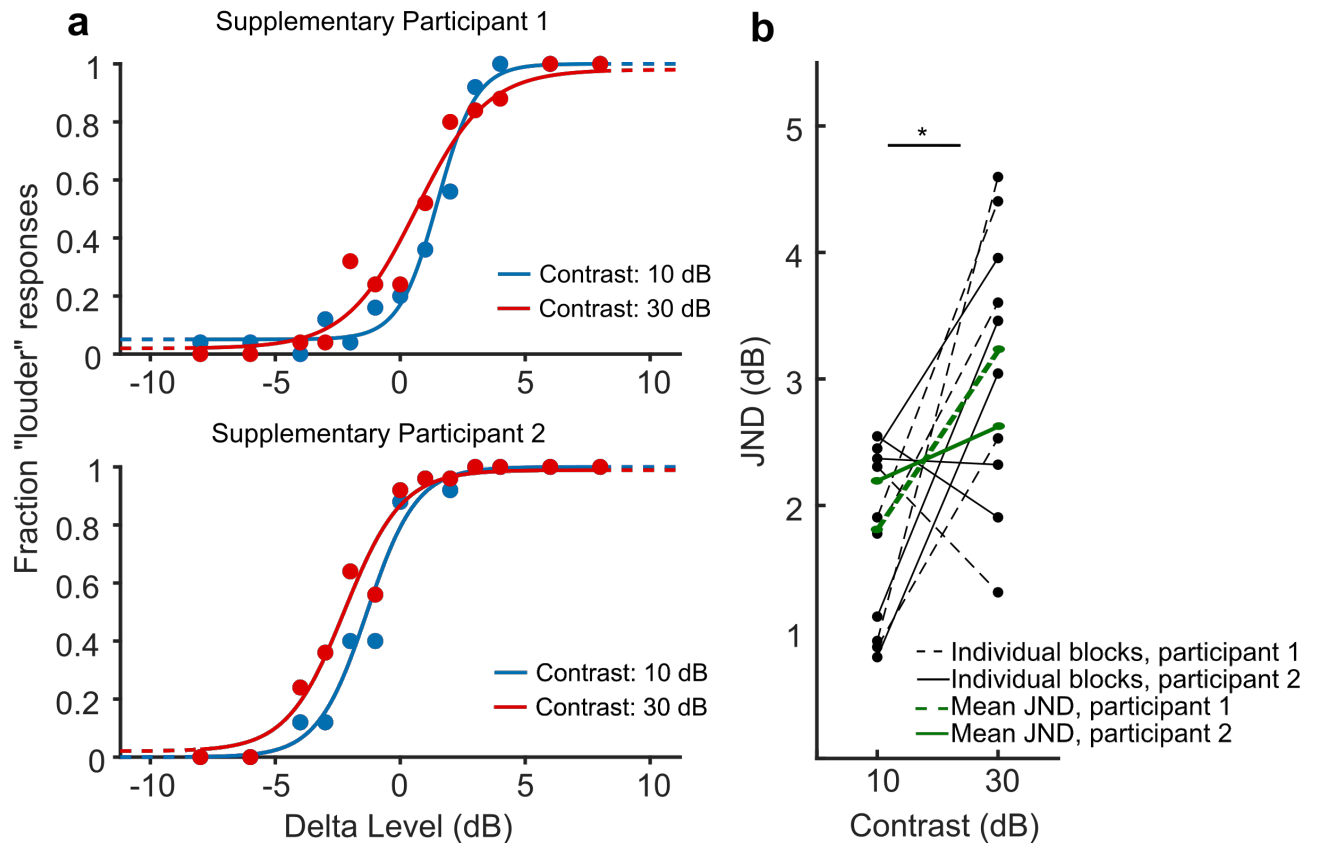 a
Supplementary Participant 1
1
0.8
0.6
0.4
0.2
0
Contrast: 10 dB
Contrast: 30 dB
-10 -5 0 5 10
Supplementary Participant 2
1
0.8
0.6
0.4
0.2
0
Contrast: 10 dB
Contrast: 30 dB
-10 -5 0 5 10
Fraction "louder" responses
Delta Level (dB)
b
*
5
4
3
2
1
JND (dB)
Individual blocks, participant 1
Individual blocks, participant 2
Mean JND, participant 1
Mean JND, participant 2
10 30
Contrast (dB)